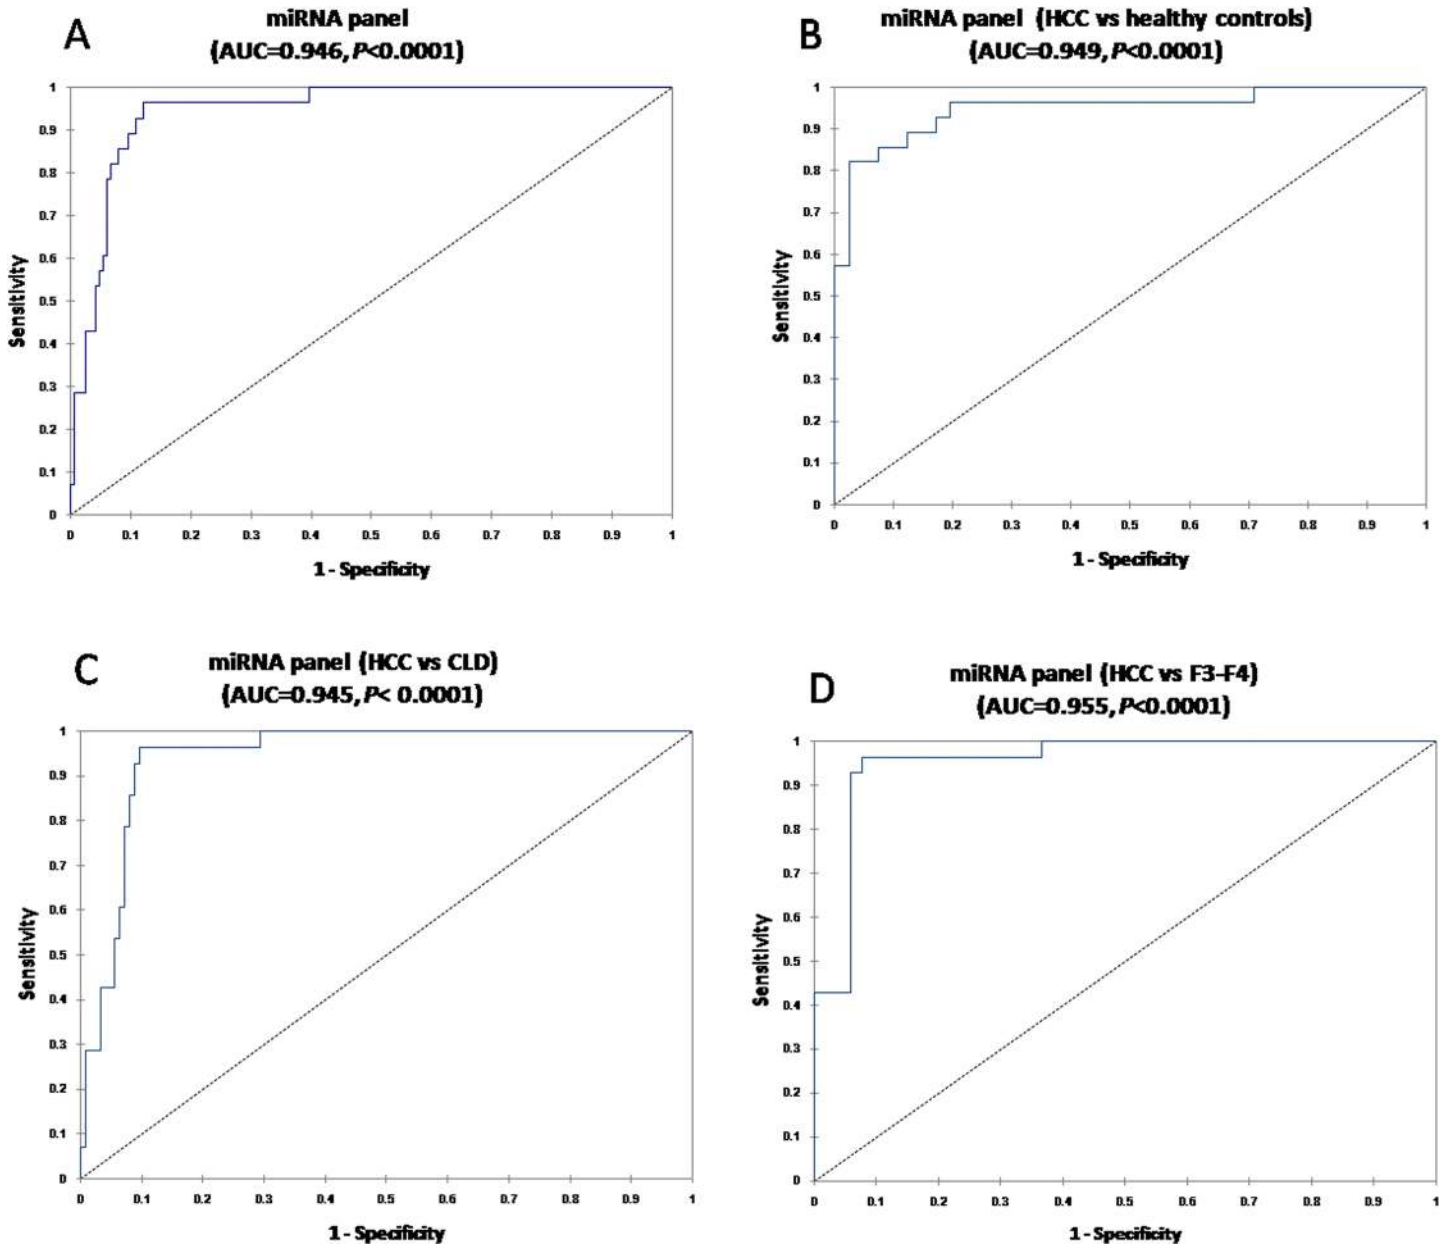 A
miRNA panel
(AUC=0.946, P<0.0001)
1
0.9
0.8
0.7
0.6
0.5
0.4
0.3
0.2
0.1
0
Sensitivity
0 0.1 0.2 0.3 0.4 0.5 0.6 0.7 0.8 0.9 1
1 - Specificity
B
miRNA panel (HCC vs healthy controls)
(AUC=0.949, P<0.0001)
1
0.9
0.8
0.7
0.6
0.5
0.4
0.3
0.2
0.1
0
Sensitivity
0 0.1 0.2 0.3 0.4 0.5 0.6 0.7 0.8 0.9 1
1 - Specificity
C
miRNA panel (HCC vs CLD)
(AUC=0.945, P< 0.0001)
1
0.9
0.8
0.7
0.6
0.5
0.4
0.3
0.2
0.1
0
Sensitivity
0 0.1 0.2 0.3 0.4 0.5 0.6 0.7 0.8 0.9 1
1 - Specificity
D
miRNA panel (HCC vs F3-F4)
(AUC=0.955, P<0.0001)
1
0.9
0.8
0.7
0.6
0.5
0.4
0.3
0.2
0.1
0
Sensitivity
0 0.1 0.2 0.3 0.4 0.5 0.6 0.7 0.8 0.9 1
1 - Specificity